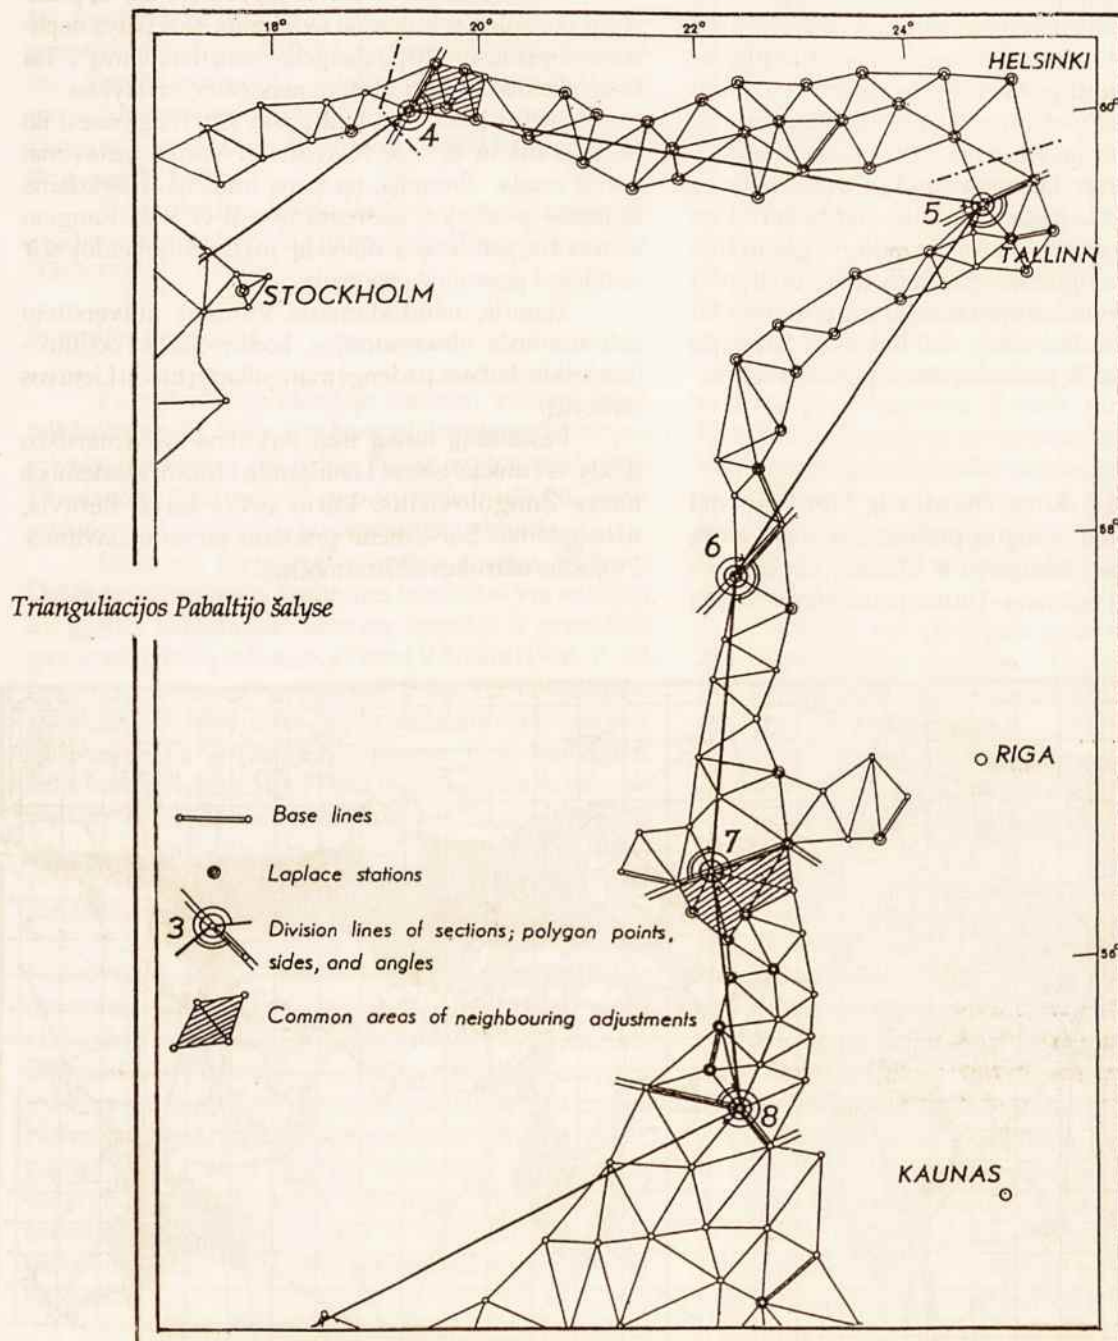 18°
20
22
24
HELSINKI
60
4
5
TALLINN
STOCKHOLM
58°
6
Trianguliacijos Pabaltijo šalyse
RIGA
Base lines
7
Laplace stations
3
Division lines of sections; polygon points,
sides, and angles
56°
Common areas of neighbouring adjustments
8
KAUNAS